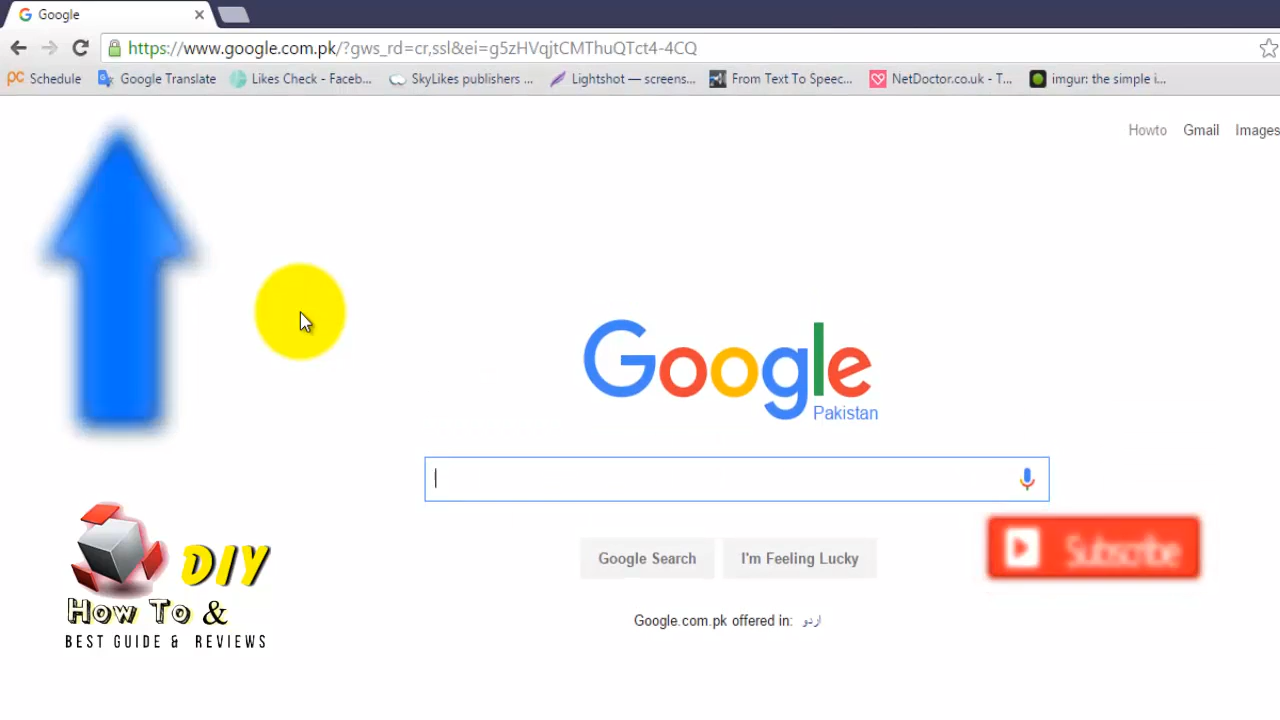 Google
https://www.google.com.pk/?gws_rd=cr,ssl&ei=g5zHVqjtCMThuQTct4-4CQ
Schedule Google Translate Likes Check - Faceb... SkyLikes publishers ... Lightshot — screens... From Text To Speec... NetDoctor.co.uk - T... imgur: the simple i...
Howto Gmail Images
Google
Pakistan
Google Search I'm Feeling Lucky
Subscribe
DIY
How To &
BEST GUIDE & REVIEWS
Google.com.pk offered in: اردو